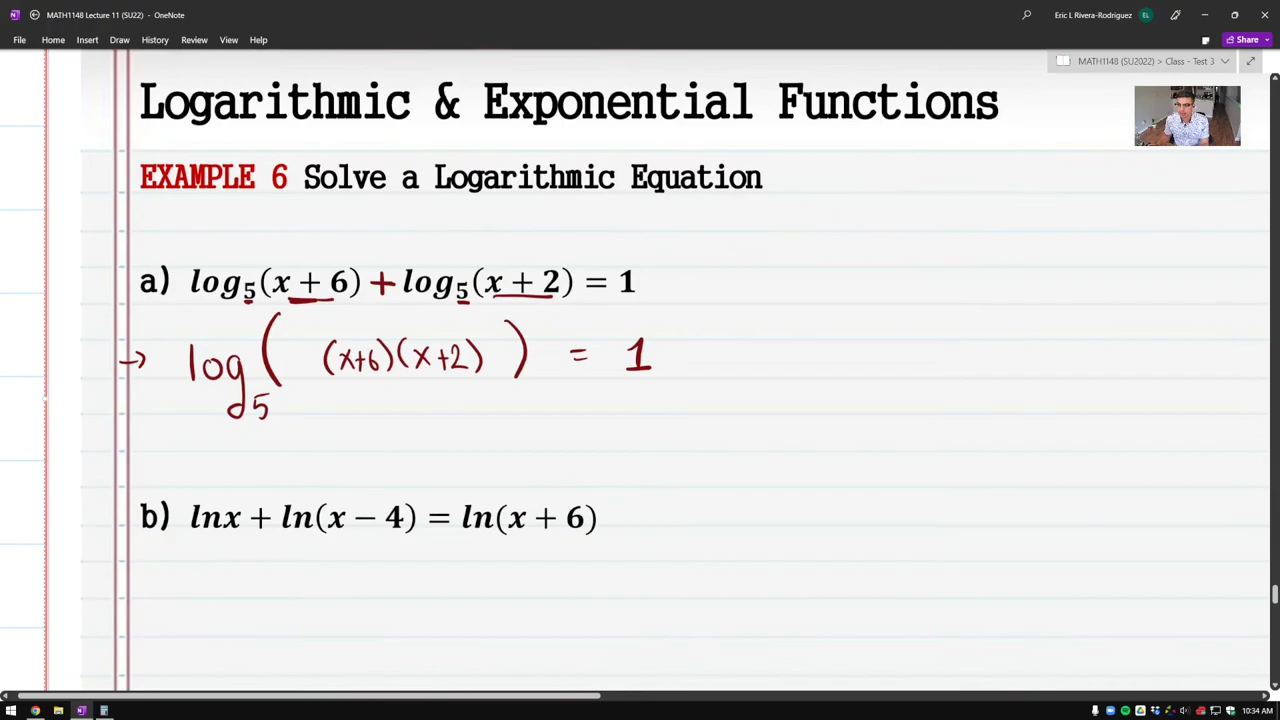 MATH1148 Lecture 11 (SU22) - OneNote
Eric L Rivera-Rodriguez EL
File Home Insert Draw History Review View Help
Share
MATH1148 (SU2022) > Class - Test 3
Logarithmic & Exponential Functions
EXAMPLE 6 Solve a Logarithmic Equation
a) log₅(x + 6) + log₅(x + 2) = 1
→ log₅( (x+6)(x+2) ) = 1
b) lnx + ln(x − 4) = ln(x + 6)
10:34 AM